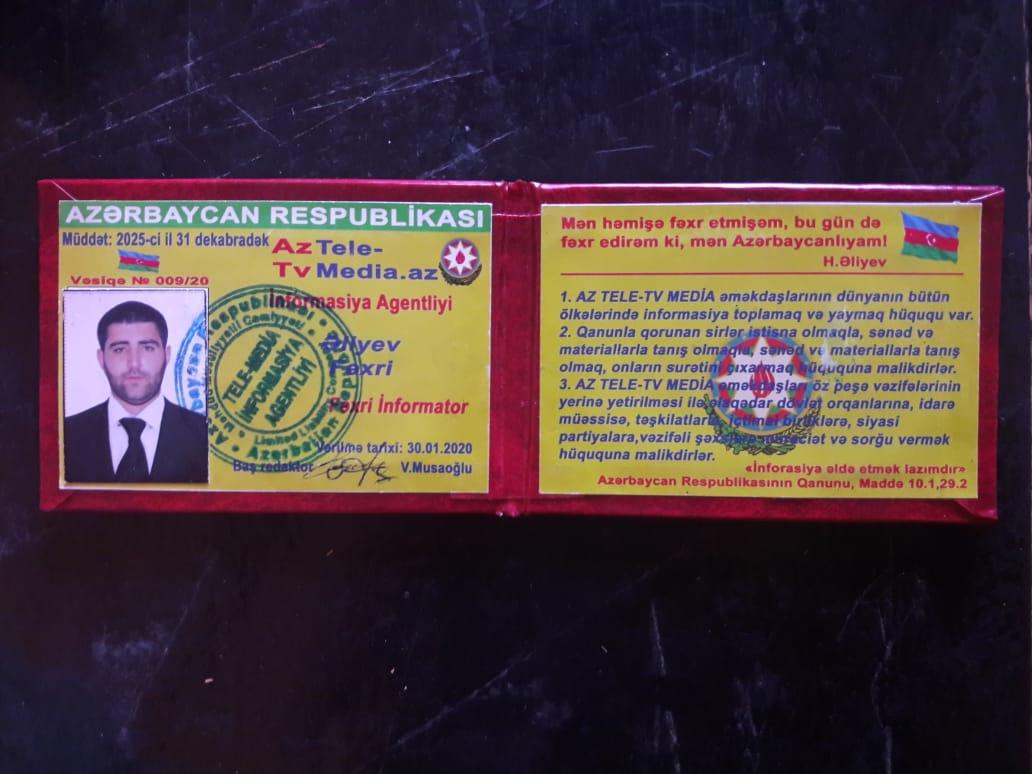 AZƏRBAYCAN RESPUBLİKASI
Müddət: 2025-ci il 31 dekabradək
Az Tele-
Tv Media.az
Vəsiqə № 009/20
İnformasiya Agentliyi
Əliyev
Fəxri
Fəxri İnformator
TELE-MEDİA
İNFORMASİYA
AGENTLİYİ
Verilmə tarixi: 30.01.2020
Baş redaktor V.Musaoğlu
Mən həmişə fəxr etmişəm, bu gün də
fəxr edirəm ki, mən Azərbaycanlıyam!
H.Əliyev
1. AZ TELE-TV MEDİA əməkdaşlarının dünyanın bütün
ölkələrində informasiya toplamaq və yaymaq hüququ var.
2. Qanunla qorunan sirlər istisna olmaqla, sənəd və
materiallarla tanış olmaqla, sənəd və materiallarla tanış
olmaq, onların surətini çıxarmaq hüququna malikdirlər.
3. AZ TELE-TV MEDİA əməkdaşları öz peşə vəzifələrinin
yerinə yetirilməsi ilə əlaqədar dövlət orqanlarına, idarə
müəssisə, təşkilatlara, ictimai birliklərə, siyasi
partiyalara,vəzifəli şəxslərə müraciət və sorğu vermək
hüququna malikdirlər.
«İnforasiya əldə etmək lazımdır»
Azərbaycan Respublikasının Qanunu, Maddə 10.1,29.2